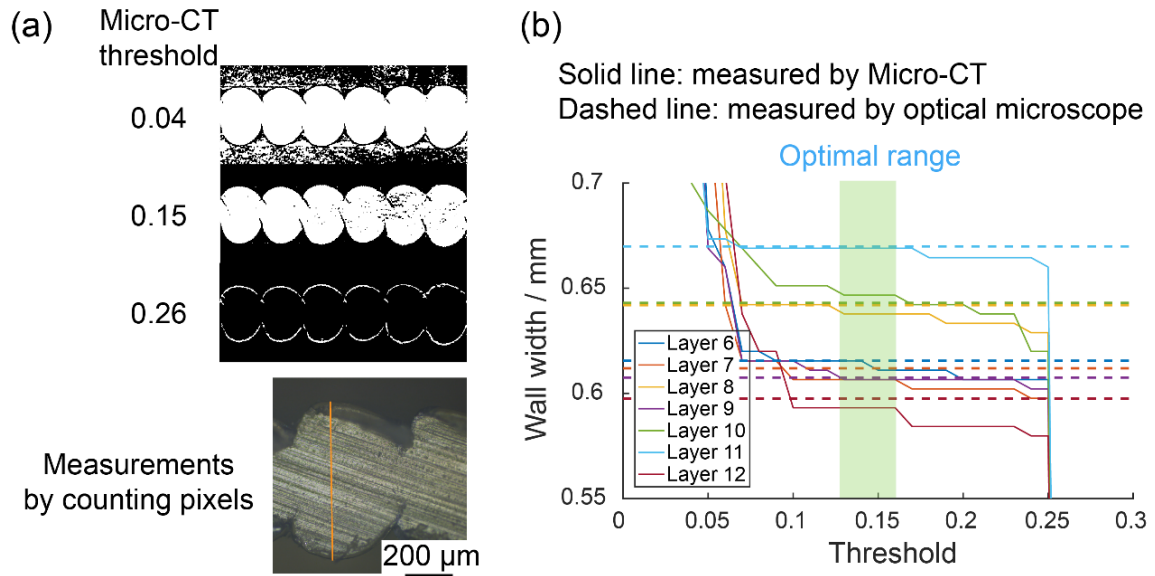 (a)
Micro-CT
threshold
0.04
0.15
0.26
Measurements
by counting pixels
200 µm
(b)
Solid line: measured by Micro-CT
Dashed line: measured by optical microscope
Optimal range
0.7
0.65
0.6
0.55
Wall width / mm
Layer 6
Layer 7
Layer 8
Layer 9
Layer 10
Layer 11
Layer 12
0
0.05
0.1
0.15
0.2
0.25
0.3
Threshold